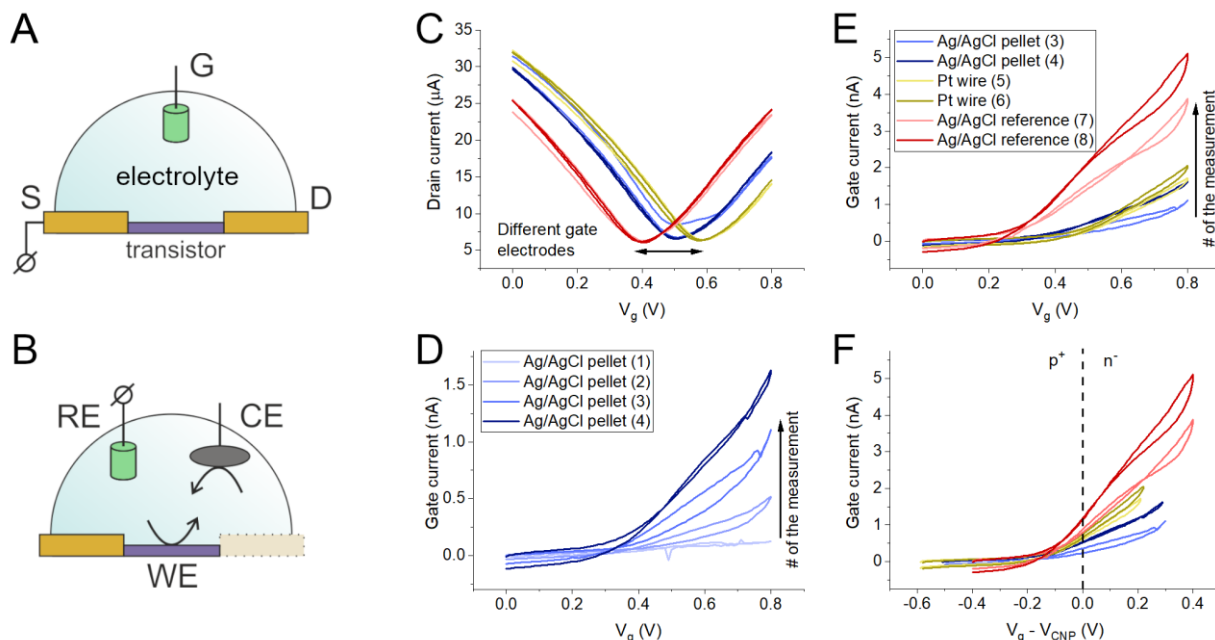 A
G
electrolyte
S
D
transistor
B
RE
CE
WE
C
Drain current (µA)
35
30
25
20
15
10
5
Different gate
electrodes
0.0 0.2 0.4 0.6 0.8
V_g (V)
D
Gate current (nA)
1.5
1.0
0.5
0.0
Ag/AgCl pellet (1)
Ag/AgCl pellet (2)
Ag/AgCl pellet (3)
Ag/AgCl pellet (4)
# of the measurement
0.0 0.2 0.4 0.6 0.8
V_g (V)
E
Gate current (nA)
5
4
3
2
1
0
Ag/AgCl pellet (3)
Ag/AgCl pellet (4)
Pt wire (5)
Pt wire (6)
Ag/AgCl reference (7)
Ag/AgCl reference (8)
# of the measurement
0.0 0.2 0.4 0.6 0.8
V_g (V)
F
Gate current (nA)
5
4
3
2
1
0
p⁺ n⁻
-0.6 -0.4 -0.2 0.0 0.2 0.4
V_g - V_CNP (V)